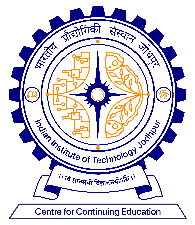 भारतीय प्रौद्योगिकी संस्थान जोधपुर
Indian Institute of Technology Jodhpur
Centre for Continuing Education